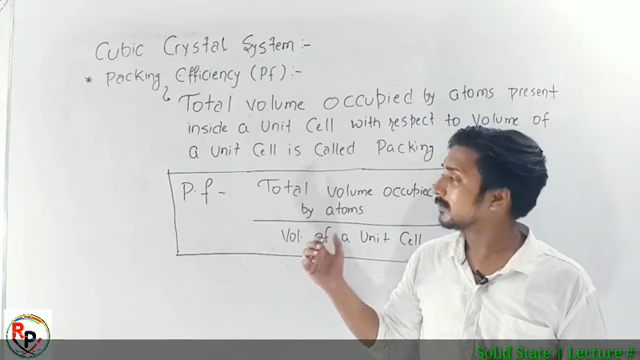 Cubic Crystal System :-
* Packing Efficiency (Pf) :-
Total volume occupied by atoms present
inside a Unit Cell with respect to volume of
a unit Cell is called Packing
P.f - Total volume occupied
by atoms
Vol. of a Unit Cell
RP
Solid State | Lecture #